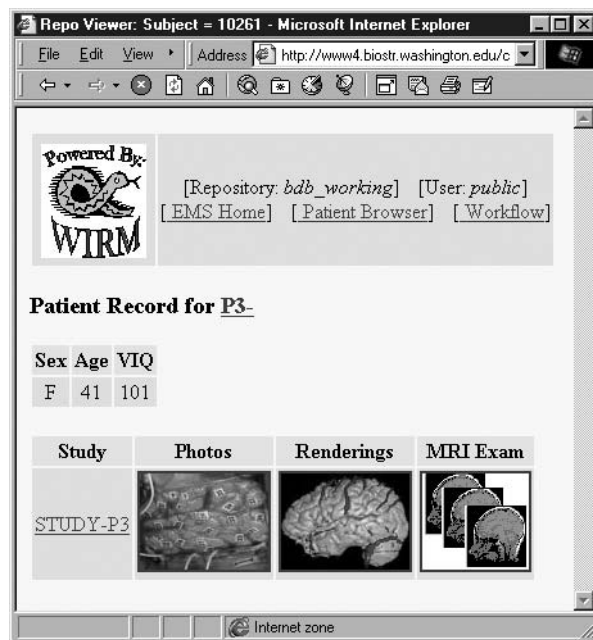 Repo Viewer: Subject = 10261 - Microsoft Internet Explorer
File Edit View Address http://www4.biostr.washington.edu/c
Powered By:
WIRM
[Repository: bdb_working] [User: public]
[ EMS Home] [ Patient Browser] [ Workflow]
Patient Record for P3-
Sex Age VIQ
F 41 101
Study Photos Renderings MRI Exam
STUDY-P3
Internet zone